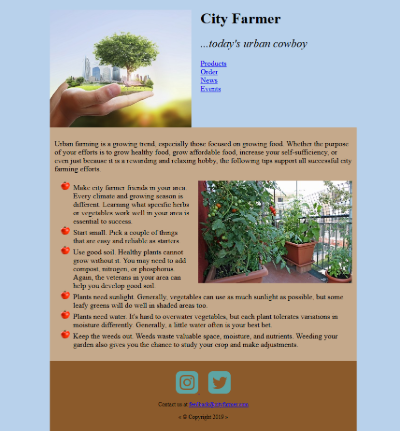 City Farmer
...today's urban cowboy
Products
Order
News
Events
Urban farming is a growing trend, especially those focused on growing food. Whether the purpose
of your efforts is to grow healthy food, grow affordable food, increase your self-sufficiency, or
even just because it is a rewarding and relaxing hobby, the following tips support all successful city
farming efforts.
Make city farmer friends in your area.
Every climate and growing season is
different. Learning what specific herbs
or vegetables work well in your area is
essential to success.
Start small. Pick a couple of things
that are easy and reliable as starters.
Use good soil. Healthy plants cannot
grow without it. You may need to add
compost, nitrogen, or phosphorus.
Again, the veterans in your area can
help you develop good soil.
Plants need sunlight. Generally, vegetables can use as much sunlight as possible, but some
leafy greens will do well in shaded areas too.
Plants need water. It's hard to overwater vegetables, but each plant tolerates variations in
moisture differently. Generally, a little water often is your best bet.
Keep the weeds out. Weeds waste valuable space, moisture, and nutrients. Weeding your
garden also gives you the chance to study your crop and make adjustments.
Contact us at
© Copyright